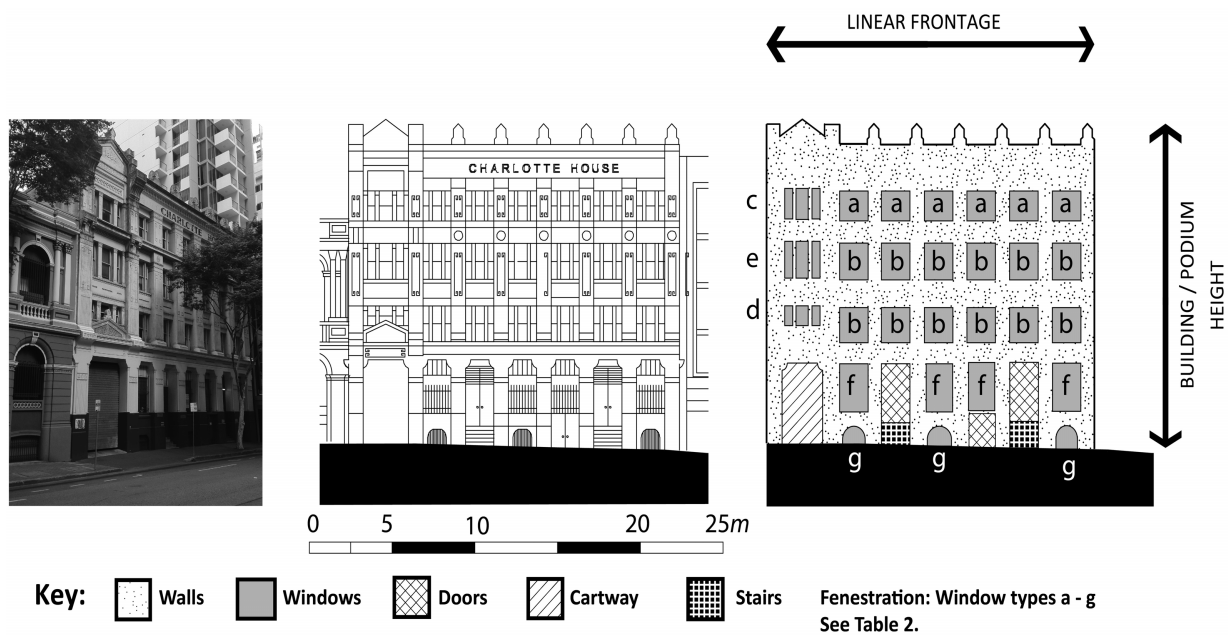 LINEAR FRONTAGE
CHARLOTTE
CHARLOTTE HOUSE
c a a a a a a
e b b b b b b
d b b b b b b
f f f f
g g g
BUILDING / PODIUM
HEIGHT
0 5 10 20 25m
Key: Walls Windows Doors Cartway Stairs Fenestration: Window types a - g
See Table 2.